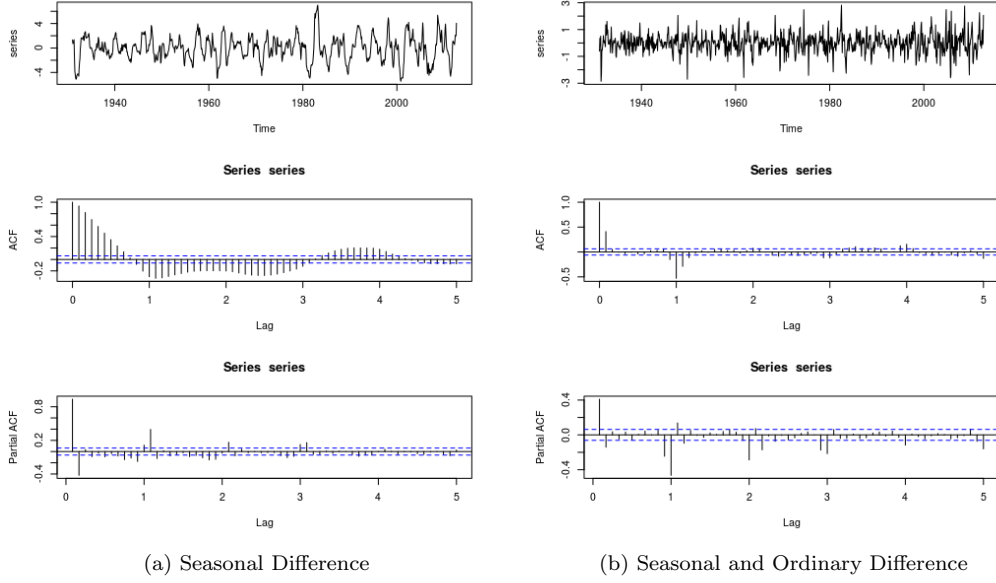 series
4
0
-4
1940
1960
1980
2000
Time
Series series
ACF
1.0
0.4
-0.2
0
1
2
3
4
5
Lag
Series series
Partial ACF
0.8
0.2
-0.4
0
1
2
3
4
5
Lag
(a) Seasonal Difference
series
3
1
-1
-3
1940
1960
1980
2000
Time
Series series
ACF
1.0
0.5
-0.5
0
1
2
3
4
5
Lag
Series series
Partial ACF
0.4
0.0
-0.4
0
1
2
3
4
5
Lag
(b) Seasonal and Ordinary Difference